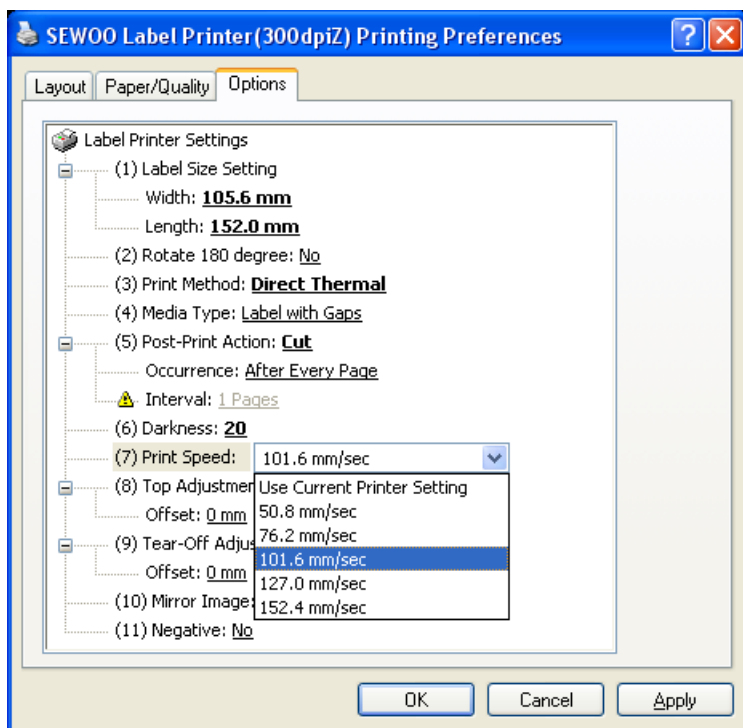 SEWOO Label Printer(300dpiZ) Printing Preferences
Layout Paper/Quality Options
Label Printer Settings
(1) Label Size Setting
Width: 105.6 mm
Length: 152.0 mm
(2) Rotate 180 degree: No
(3) Print Method: Direct Thermal
(4) Media Type: Label with Gaps
(5) Post-Print Action: Cut
Occurrence: After Every Page
Interval: 1 Pages
(6) Darkness: 20
(7) Print Speed: 101.6 mm/sec
Use Current Printer Setting
50.8 mm/sec
76.2 mm/sec
101.6 mm/sec
127.0 mm/sec
152.4 mm/sec
(8) Top Adjustmen
Offset: 0 mm
(9) Tear-Off Adjus
Offset: 0 mm
(10) Mirror Image:
(11) Negative: No
OK Cancel Apply